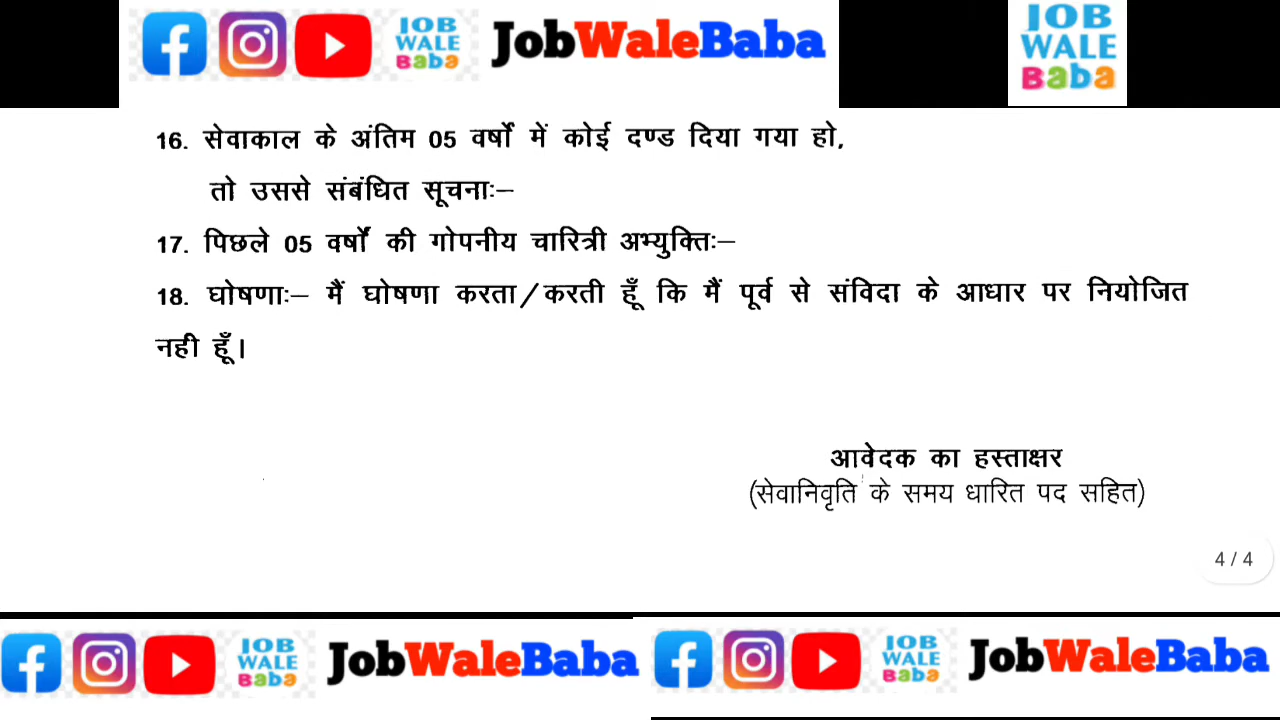 JOB WALE Baba JobWaleBaba
JOB
WALE
Baba
16. सेवाकाल के अंतिम 05 वर्षों में कोई दण्ड दिया गया हो,
तो उससे संबंधित सूचनाः–
17. पिछले 05 वर्षों की गोपनीय चारित्री अभ्युक्तिः–
18. घोषणाः– मैं घोषणा करता/करती हूँ कि मैं पूर्व से संविदा के आधार पर नियोजित
नही हूँ।
आवेदक का हस्ताक्षर
(सेवानिवृति के समय धारित पद सहित)
4 / 4
JOB WALE Baba JobWaleBaba JOB WALE Baba JobWaleBaba